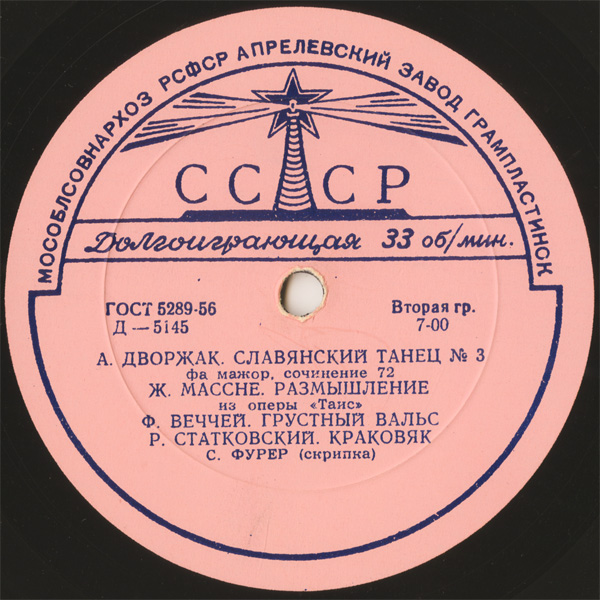 МОСОБЛСОВНАРХОЗ РСФСР АПРЕЛЕВСКИЙ ЗАВОД ГРАМПЛАСТИНОК
СССР
Долгоиграющая 33 об/мин.
ГОСТ 5289-56
Д — 5145
Вторая гр.
7-00
А. ДВОРЖАК. СЛАВЯНСКИЙ ТАНЕЦ № 3
фа мажор, сочинение 72
Ж. МАССНЕ. РАЗМЫШЛЕНИЕ
из оперы «Таис»
Ф. ВЕЧЧЕЙ. ГРУСТНЫЙ ВАЛЬС
Р. СТАТКОВСКИЙ. КРАКОВЯК
С. ФУРЕР (скрипка)